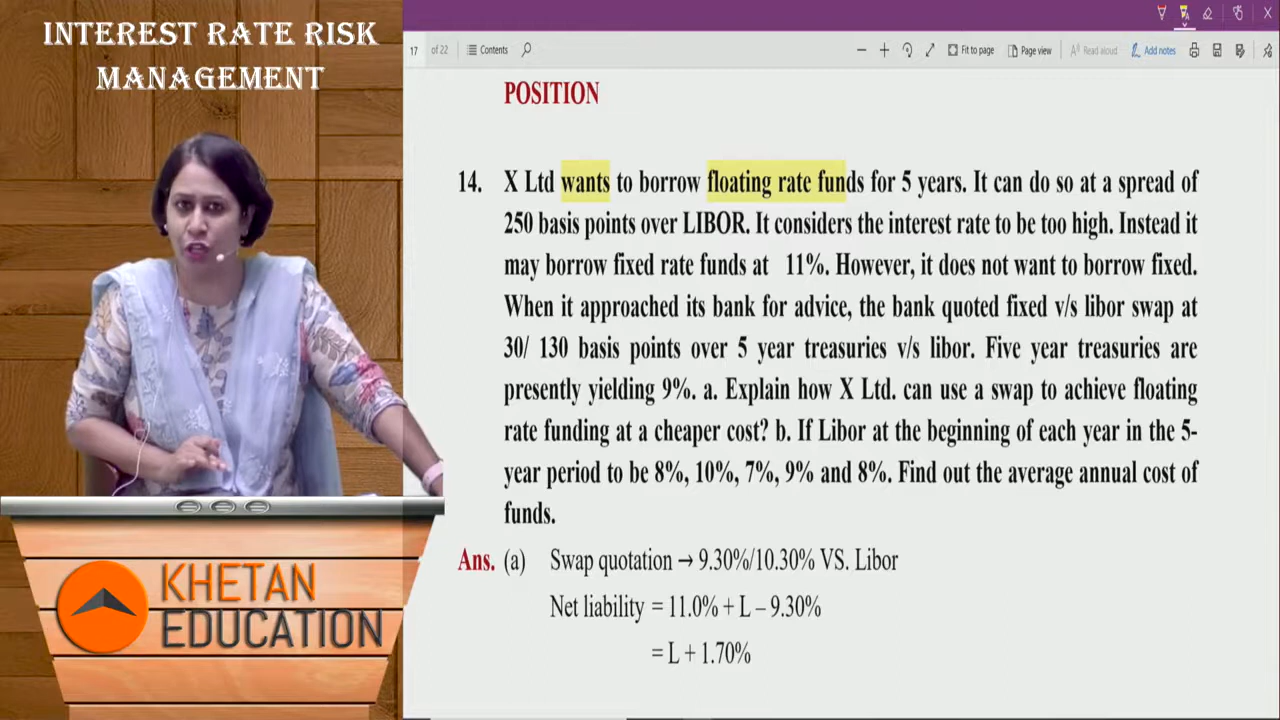 INTEREST RATE RISK
MANAGEMENT
17 of 22 Contents Fit to page Page view Read aloud Add notes
POSITION
14. X Ltd wants to borrow floating rate funds for 5 years. It can do so at a spread of
250 basis points over LIBOR. It considers the interest rate to be too high. Instead it
may borrow fixed rate funds at 11%. However, it does not want to borrow fixed.
When it approached its bank for advice, the bank quoted fixed v/s libor swap at
30/ 130 basis points over 5 year treasuries v/s libor. Five year treasuries are
presently yielding 9%. a. Explain how X Ltd. can use a swap to achieve floating
rate funding at a cheaper cost? b. If Libor at the beginning of each year in the 5-
year period to be 8%, 10%, 7%, 9% and 8%. Find out the average annual cost of
funds.
Ans. (a) Swap quotation → 9.30%/10.30% VS. Libor
Net liability = 11.0% + L – 9.30%
= L + 1.70%
KHETAN
EDUCATION